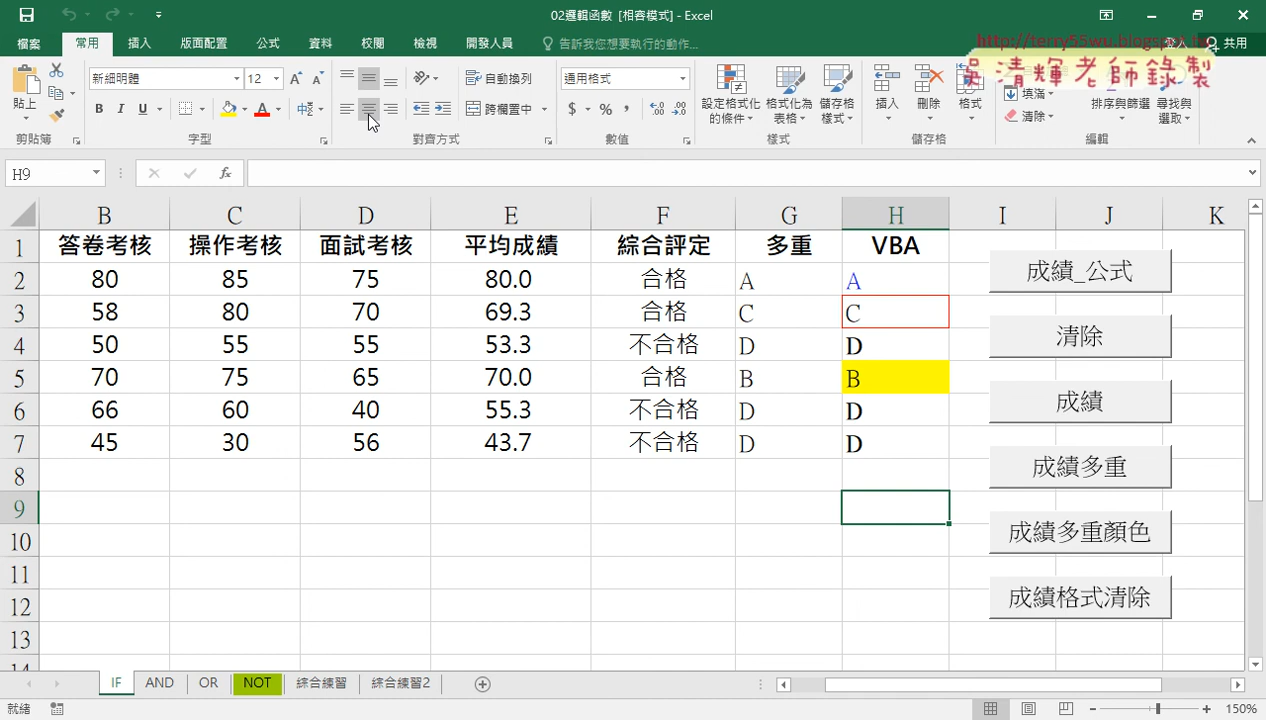 02邏輯函數 [相容模式] - Excel
http://terry55wu.blogspot.tw
吳清輝老師錄製
檔案 常用 插入 版面配置 公式 資料 校閱 檢視 開發人員 告訴我您想要執行的動作... 登入 共用
貼上 新細明體 12 自動換列 通用格式 設定格式化的條件 格式化為表格 儲存格樣式 插入 刪除 格式 填滿 排序與篩選 尋找與選取
B I U 跨欄置中 $ % , 清除
剪貼簿 字型 對齊方式 數值 樣式 儲存格 編輯
H9 fx
B C D E F G H I J K
1 答卷考核 操作考核 面試考核 平均成績 綜合評定 多重 VBA
2 80 85 75 80.0 合格 A A
成績_公式
3 58 80 70 69.3 合格 C C
清除
4 50 55 55 53.3 不合格 D D
5 70 75 65 70.0 合格 B B
成績
6 66 60 40 55.3 不合格 D D
7 45 30 56 43.7 不合格 D D
成績多重
8
9
成績多重顏色
10
11
成績格式清除
12
13
14
IF AND OR NOT 綜合練習 綜合練習2
就緒 150%